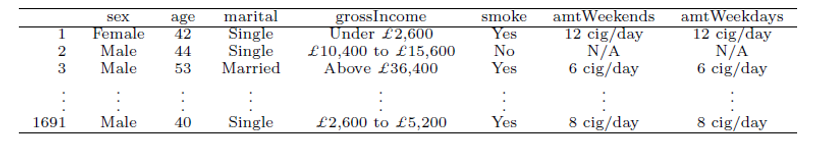 sex age marital grossIncome smoke amtWeekends amtWeekdays
1 Female 42 Single Under £2,600 Yes 12 cig/day 12 cig/day
2 Male 44 Single £10,400 to £15,600 No N/A N/A
3 Male 53 Married Above £36,400 Yes 6 cig/day 6 cig/day
⋮ ⋮ ⋮ ⋮ ⋮ ⋮ ⋮ ⋮
1691 Male 40 Single £2,600 to £5,200 Yes 8 cig/day 8 cig/day